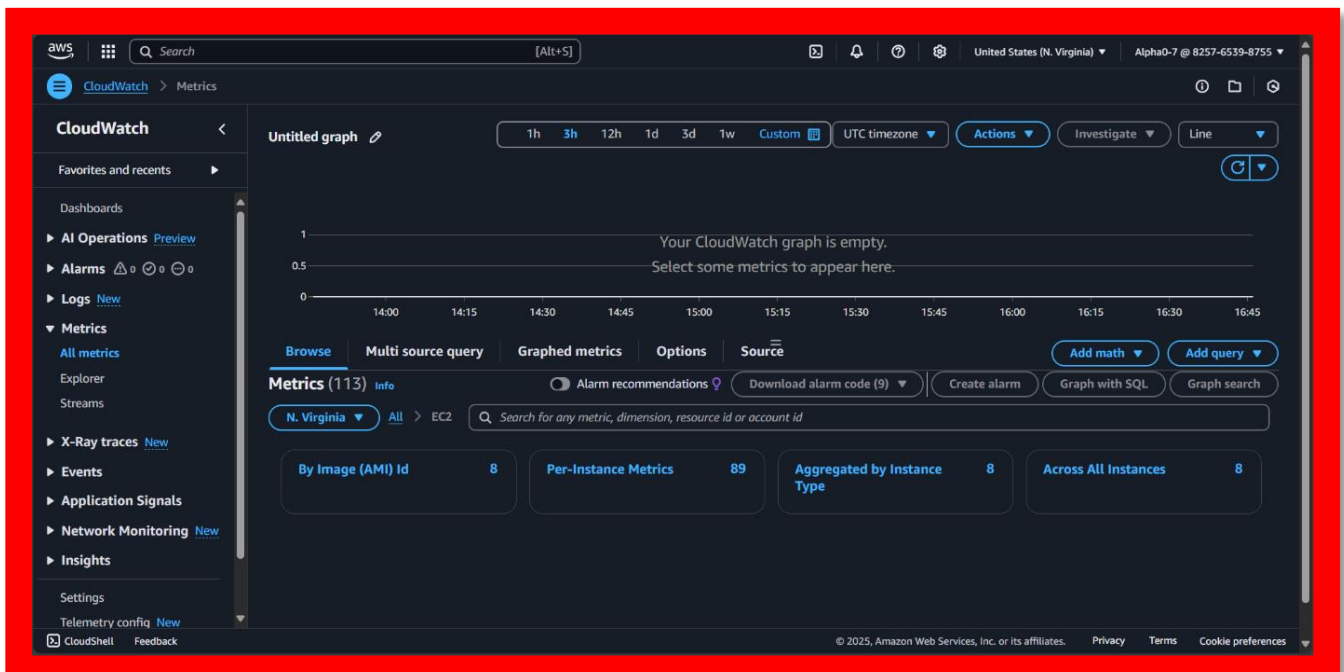 aws
Search [Alt+S]
United States (N. Virginia) ▼
Alpha0-7 @ 8257-6539-8755 ▼
CloudWatch > Metrics
CloudWatch
Favorites and recents
Dashboards
AI Operations Preview
Alarms 0 0 0
Logs New
Metrics
All metrics
Explorer
Streams
X-Ray traces New
Events
Application Signals
Network Monitoring New
Insights
Settings
Telemetry config New
Untitled graph
1h 3h 12h 1d 3d 1w Custom
UTC timezone ▼
Actions ▼
Investigate ▼
Line ▼
1
0.5
0
Your CloudWatch graph is empty.
Select some metrics to appear here.
14:00 14:15 14:30 14:45 15:00 15:15 15:30 15:45 16:00 16:15 16:30 16:45
Browse Multi source query Graphed metrics Options Source
Add math ▼
Add query ▼
Metrics (113) Info
Alarm recommendations
Download alarm code (9) ▼
Create alarm
Graph with SQL
Graph search
N. Virginia ▼
All > EC2
Search for any metric, dimension, resource id or account id
By Image (AMI) Id 8
Per-Instance Metrics 89
Aggregated by Instance 8
Type
Across All Instances 8
CloudShell Feedback
© 2025, Amazon Web Services, Inc. or its affiliates. Privacy Terms Cookie preferences